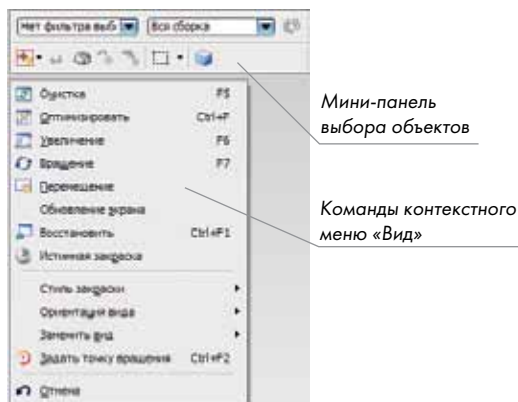 Нет фильтра выб
Вся сборка
Очистка F5
Оптимизировать Ctrl+F
Увеличение F6
Вращение F7
Перемещение
Обновление экрана
Восстановить Ctrl+F1
Истинная закраска
Стиль закраски
Ориентация вида
Заменить вид
Задать точку вращения Ctrl+F2
Отмена
Мини-панель
выбора объектов
Команды контекстного
меню «Вид»